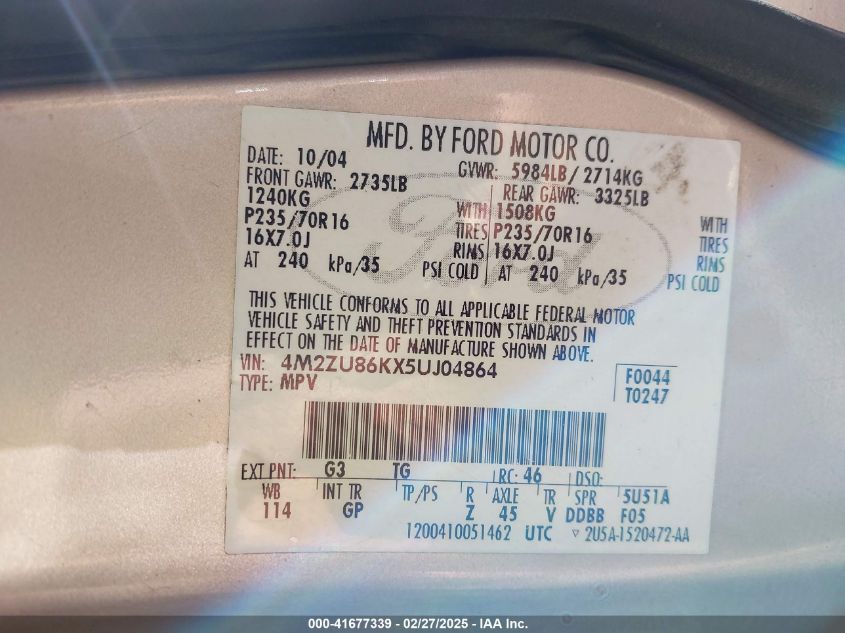 MFD. BY FORD MOTOR CO.
DATE: 10/04 GVWR: 5984LB/2714KG
FRONT GAWR: 2735LB REAR GAWR: 3325LB
1240KG WITH 1508KG WITH
P235/70R16 TIRES P235/70R16 TIRES
16X7.0J RIMS 16X7.0J RIMS
AT 240 kPa/35 PSI COLD AT 240 kPa/35 PSI COLD
Ford
THIS VEHICLE CONFORMS TO ALL APPLICABLE FEDERAL MOTOR
VEHICLE SAFETY AND THEFT PREVENTION STANDARDS IN
EFFECT ON THE DATE OF MANUFACTURE SHOWN ABOVE.
VIN: 4M2ZU86KX5UJ04864 F0044
TYPE: MPV T0247
EXT PNT: G3 TG RC: 46 DSO:
WB INT TR TP/PS R AXLE TR SPR 5U51A
114 GP Z 45 V DDBB F05
1200410051462 UTC ▽ 2U5A-1520472-AA
000-41677339 - 02/27/2025 - IAA Inc.